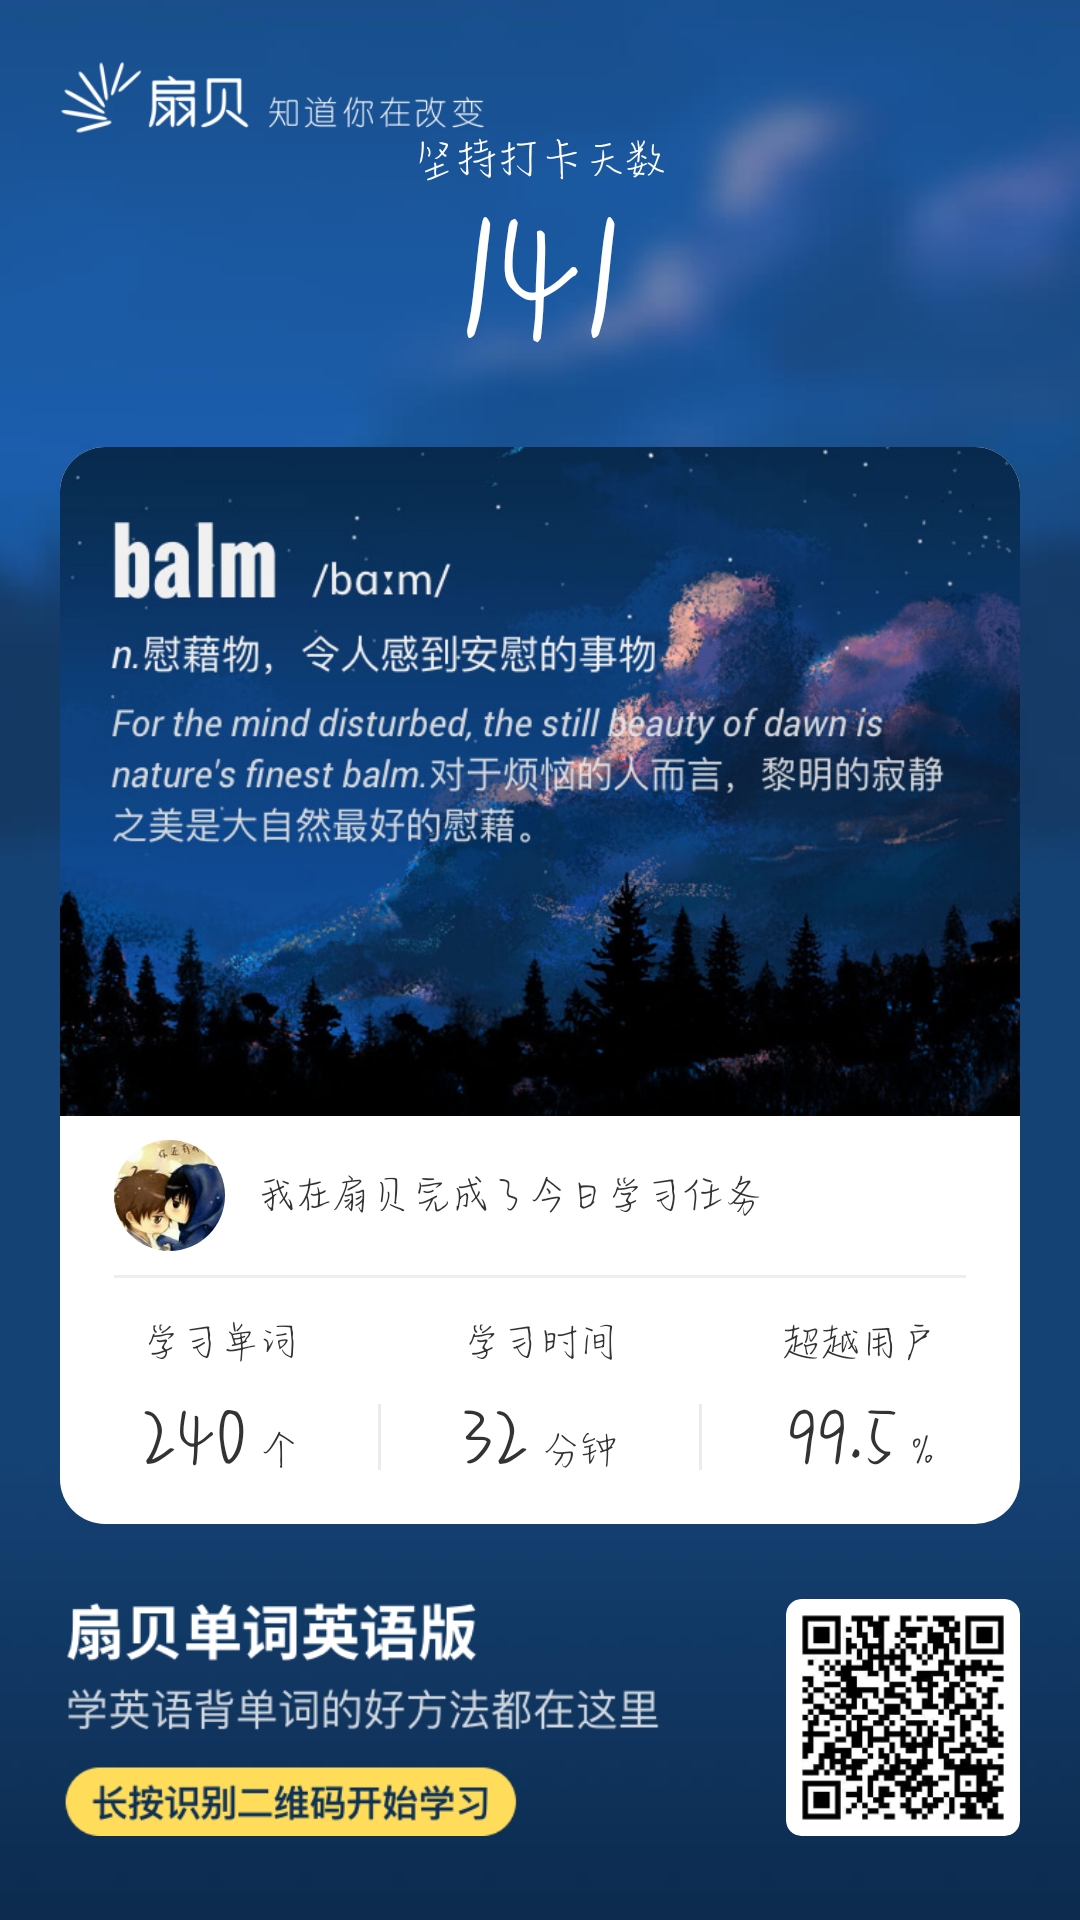 扇贝 知道你在改变
坚持打卡天数
141
balm /bɑːm/
n.慰藉物，令人感到安慰的事物
For the mind disturbed, the still beauty of dawn is
nature's finest balm.对于烦恼的人而言，黎明的寂静
之美是大自然最好的慰藉。
我在扇贝完成了今日学习任务
学习单词 学习时间 超越用户
240 个 32 分钟 99.5 %
扇贝单词英语版
学英语背单词的好方法都在这里
长按识别二维码开始学习